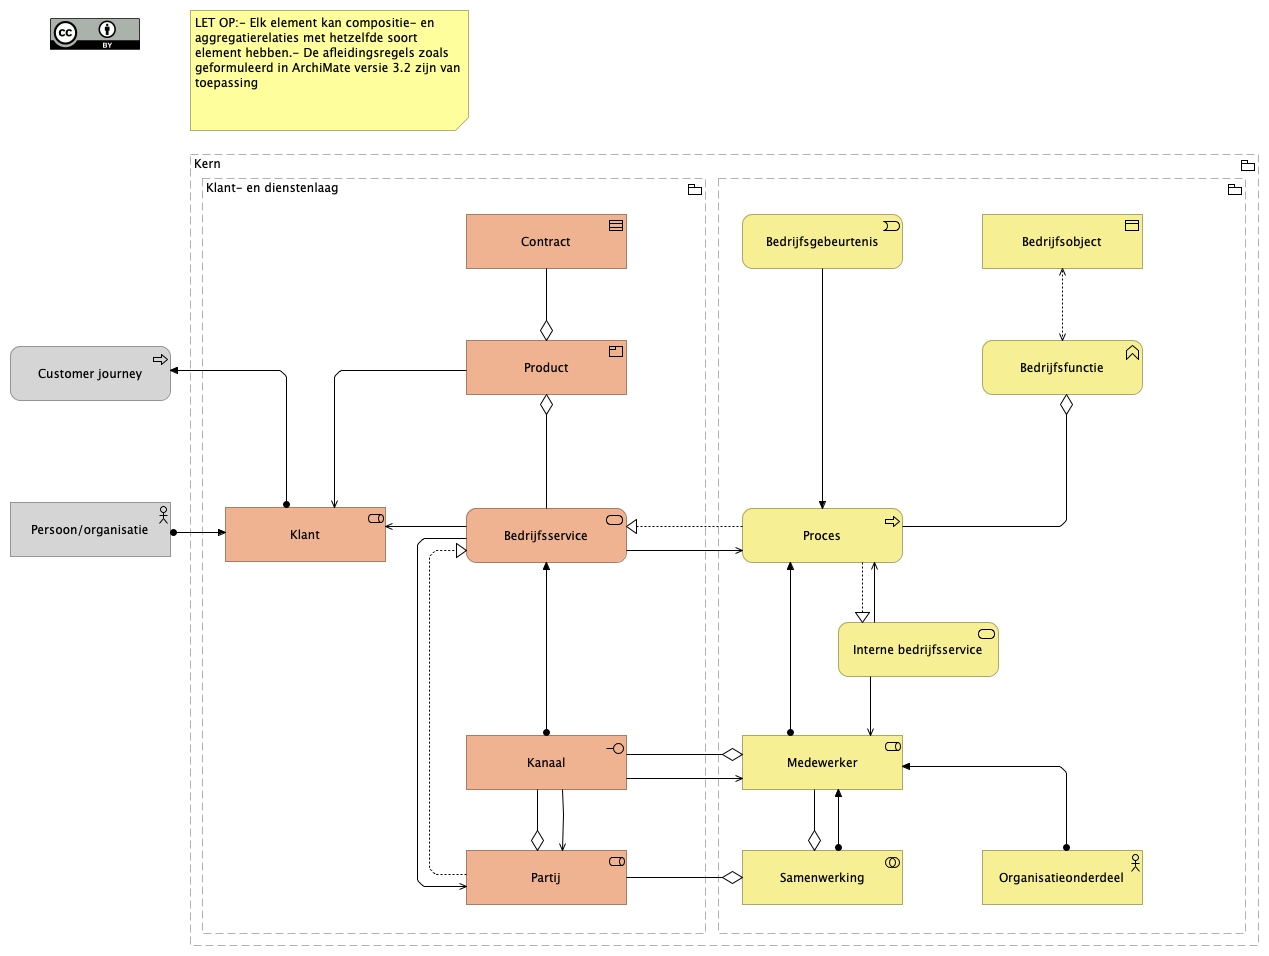 cc
BY
LET OP:- Elk element kan compositie- en
aggregatierelaties met hetzelfde soort
element hebben.- De afleidingsregels zoals
geformuleerd in ArchiMate versie 3.2 zijn van
toepassing
Kern
Klant- en dienstenlaag
Contract
Bedrijfsgebeurtenis
Bedrijfsobject
Customer journey
Product
Bedrijfsfunctie
Persoon/organisatie
Klant
Bedrijfsservice
Proces
Interne bedrijfsservice
Kanaal
Medewerker
Partij
Samenwerking
Organisatieonderdeel